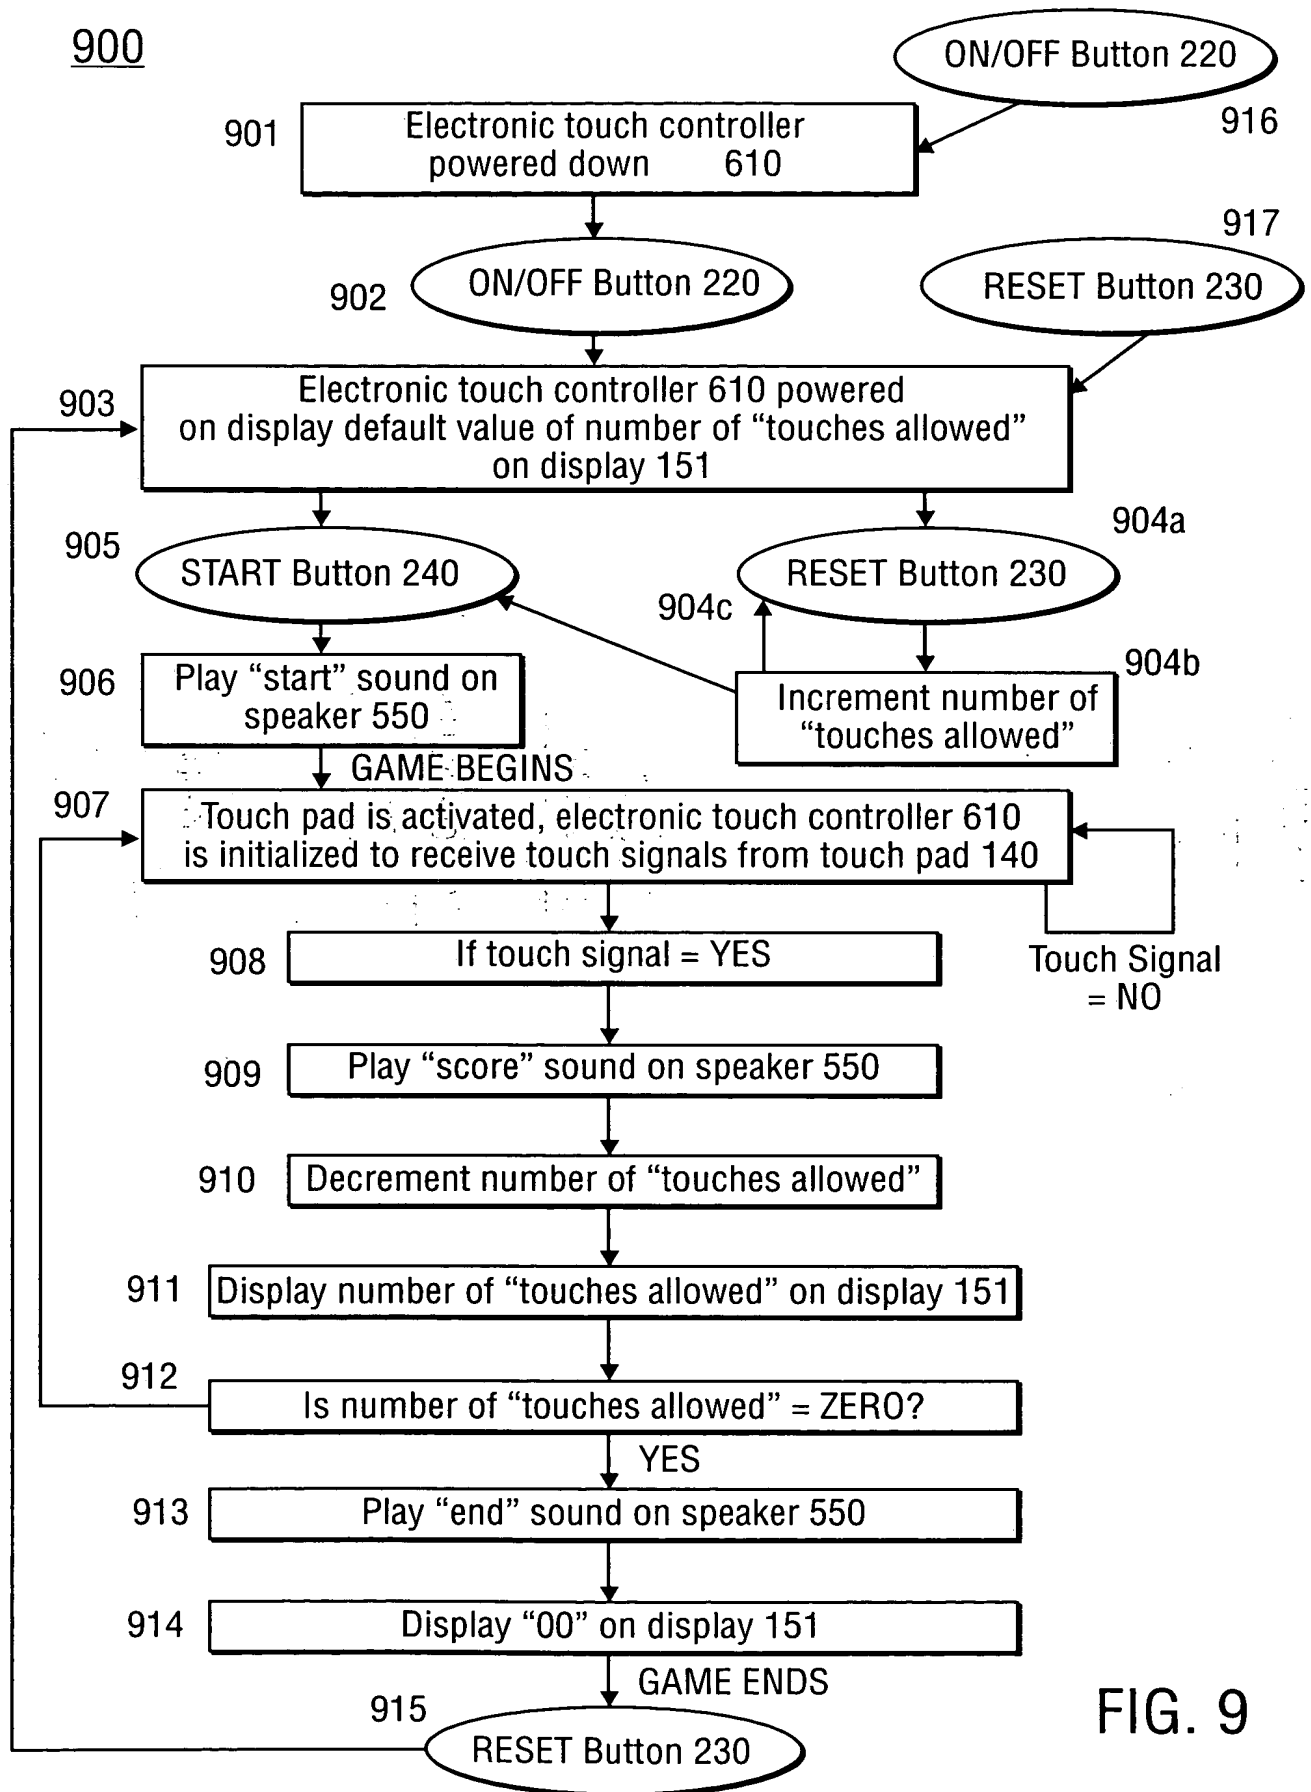 900
ON/OFF Button 220
916
901
Electronic touch controller
powered down 610
917
902
ON/OFF Button 220
RESET Button 230
903
Electronic touch controller 610 powered
on display default value of number of “touches allowed”
on display 151
904a
905
START Button 240
RESET Button 230
904c
904b
906
Play “start” sound on
speaker 550
Increment number of
“touches allowed”
GAME BEGINS
907
Touch pad is activated, electronic touch controller 610
is initialized to receive touch signals from touch pad 140
908
If touch signal = YES
Touch Signal
= NO
909
Play “score” sound on speaker 550
910
Decrement number of “touches allowed”
911
Display number of “touches allowed” on display 151
912
Is number of “touches allowed” = ZERO?
YES
913
Play “end” sound on speaker 550
914
Display “00” on display 151
GAME ENDS
915
RESET Button 230
FIG. 9